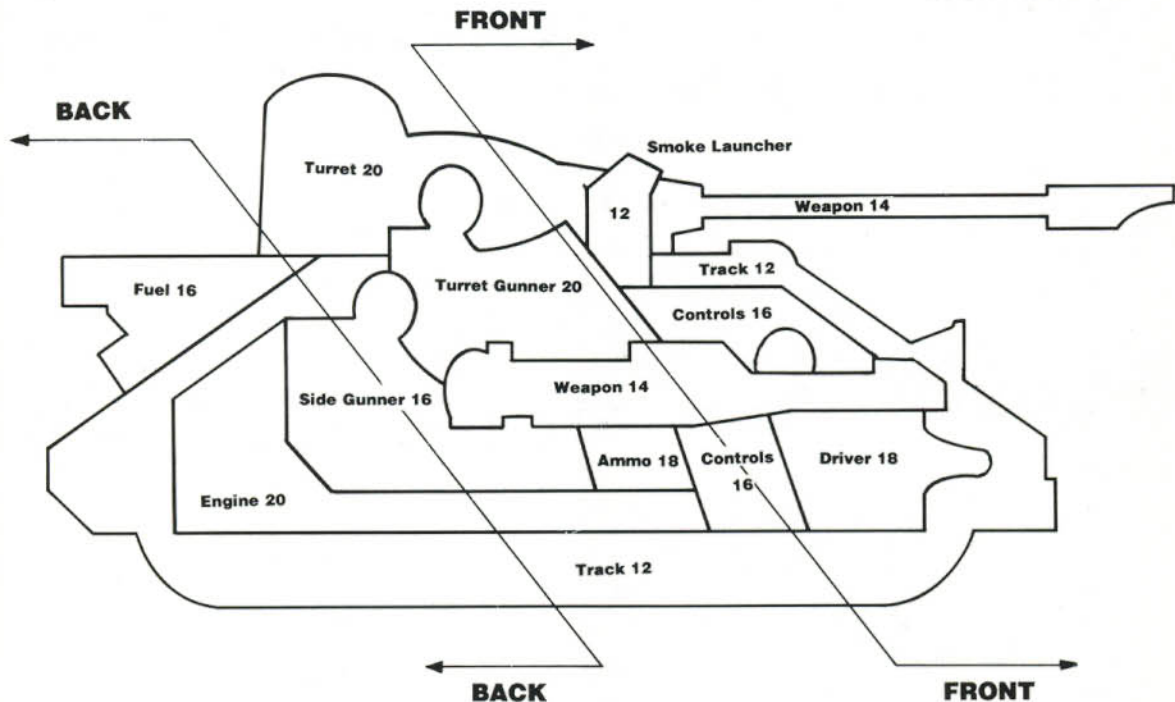 FRONT
BACK
Smoke Launcher
Turret 20
Weapon 14
12
Track 12
Fuel 16
Turret Gunner 20
Controls 16
Weapon 14
Side Gunner 16
Ammo 18
Controls
16
Driver 18
Engine 20
Track 12
BACK
FRONT